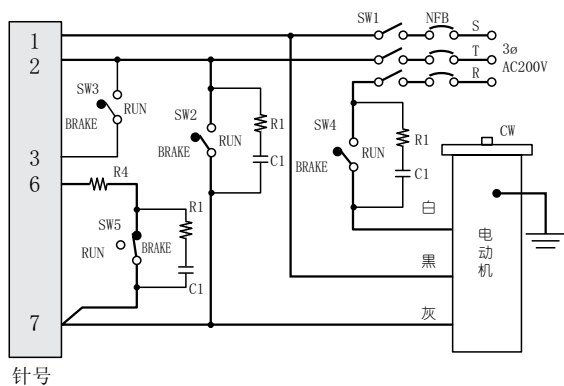 SW1
NFB
S
1
T
3ø
2
R
AC200V
SW3
RUN
SW2
R1
SW4
R1
CW
BRAKE
RUN
RUN
BRAKE
BRAKE
3
C1
C1
6
R4
白
R1
SW5
BRAKE
电动机
RUN
黑
C1
7
灰
针号